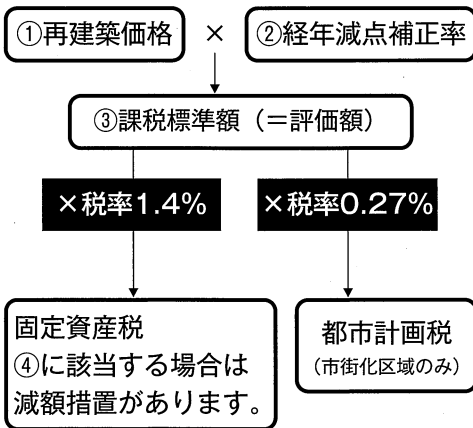 ①再建築価格 × ②経年減点補正率
③課税標準額（＝評価額）
×税率1.4% ×税率0.27%
固定資産税
④に該当する場合は
減額措置があります。
都市計画税
（市街化区域のみ）